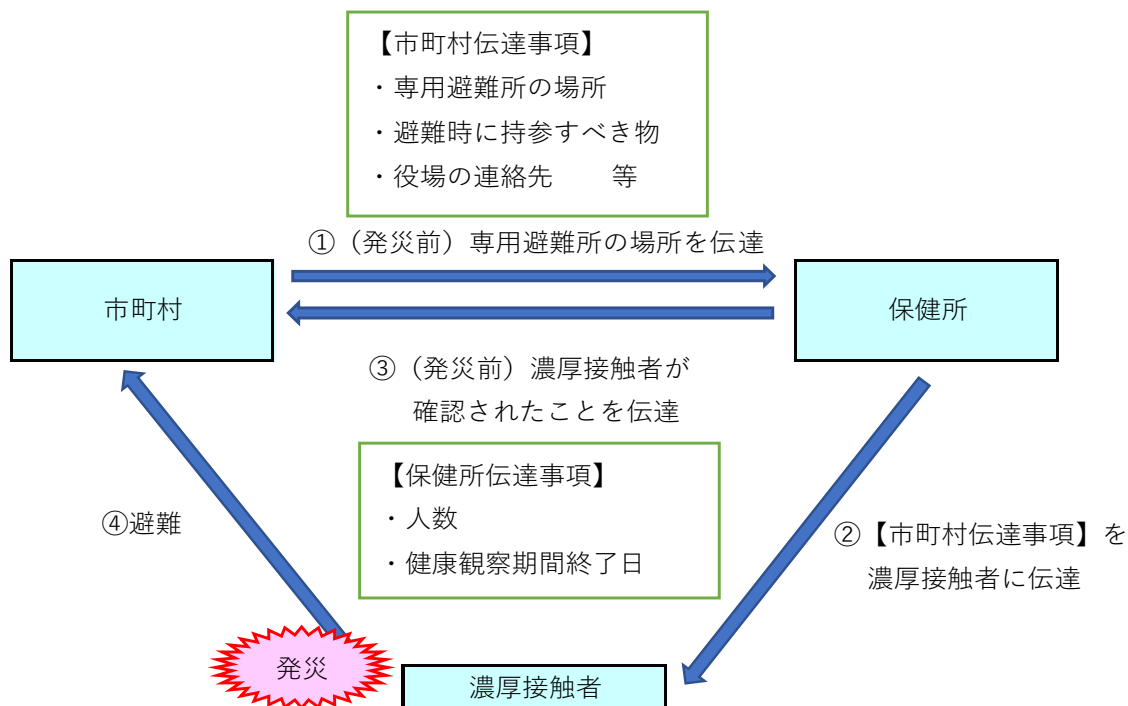 【市町村伝達事項】
・専用避難所の場所
・避難時に持参すべき物
・役場の連絡先　　等
①（発災前）専用避難所の場所を伝達
市町村
保健所
③（発災前）濃厚接触者が
確認されたことを伝達
【保健所伝達事項】
・人数
・健康観察期間終了日
④避難
②【市町村伝達事項】を
濃厚接触者に伝達
発災
濃厚接触者